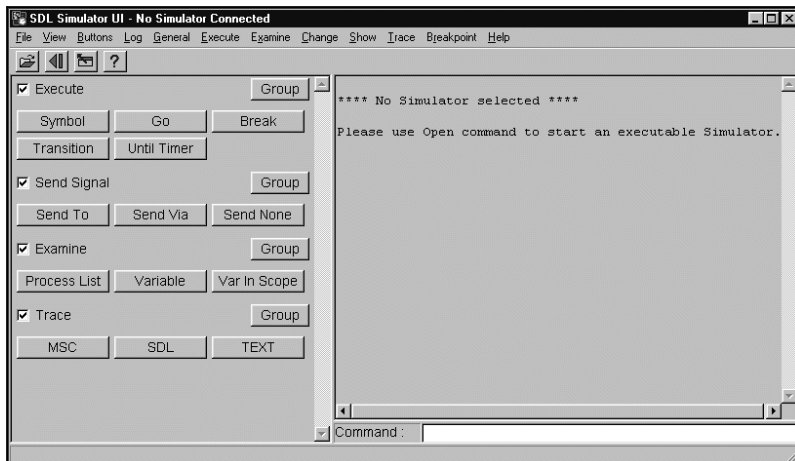 SDL Simulator UI - No Simulator Connected
File View Buttons Log General Execute Examine Change Show Trace Breakpoint Help
?
Execute Group
Symbol Go Break
Transition Until Timer
Send Signal Group
Send To Send Via Send None
Examine Group
Process List Variable Var In Scope
Trace Group
MSC SDL TEXT
**** No Simulator selected ****
Please use Open command to start an executable Simulator.
Command :